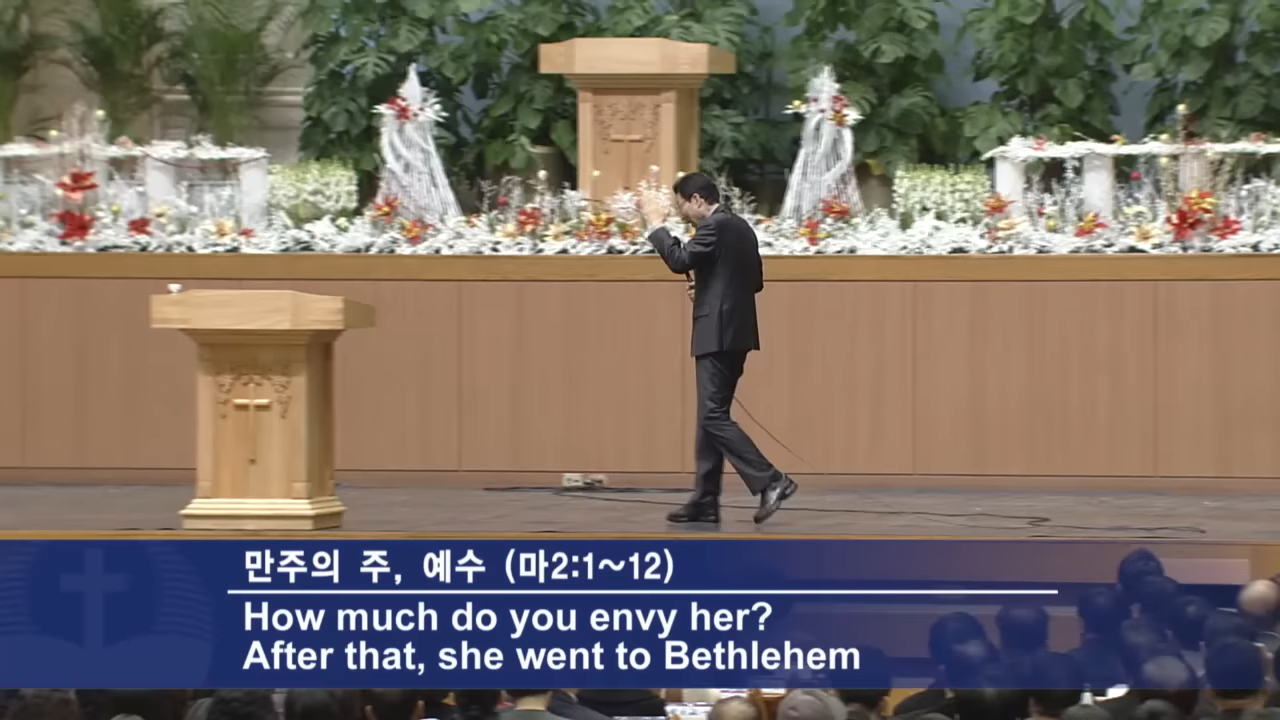 만주의 주, 예수 (마2:1~12)
How much do you envy her?
After that, she went to Bethlehem